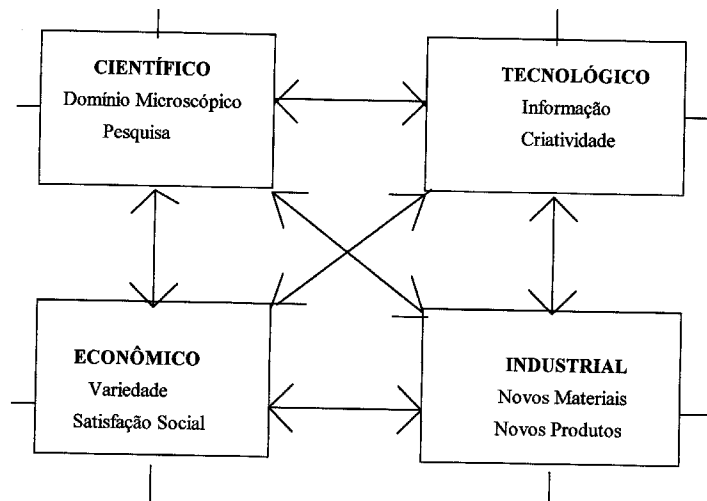 CIENTÍFICO
Domínio Microscópico
Pesquisa
TECNOLÓGICO
Informação
Criatividade
ECONÔMICO
Variedade
Satisfação Social
INDUSTRIAL
Novos Materiais
Novos Produtos